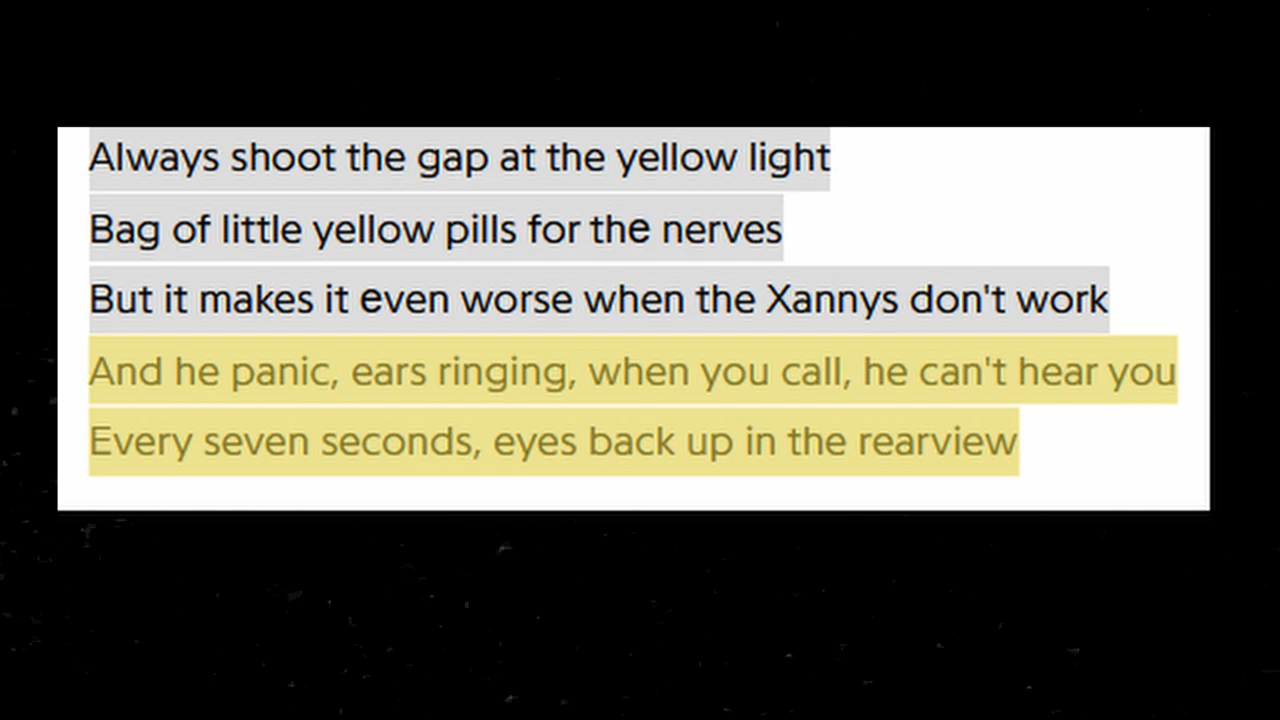 Always shoot the gap at the yellow light
Bag of little yellow pills for the nerves
But it makes it even worse when the Xannys don't work
And he panic, ears ringing, when you call, he can't hear you
Every seven seconds, eyes back up in the rearview